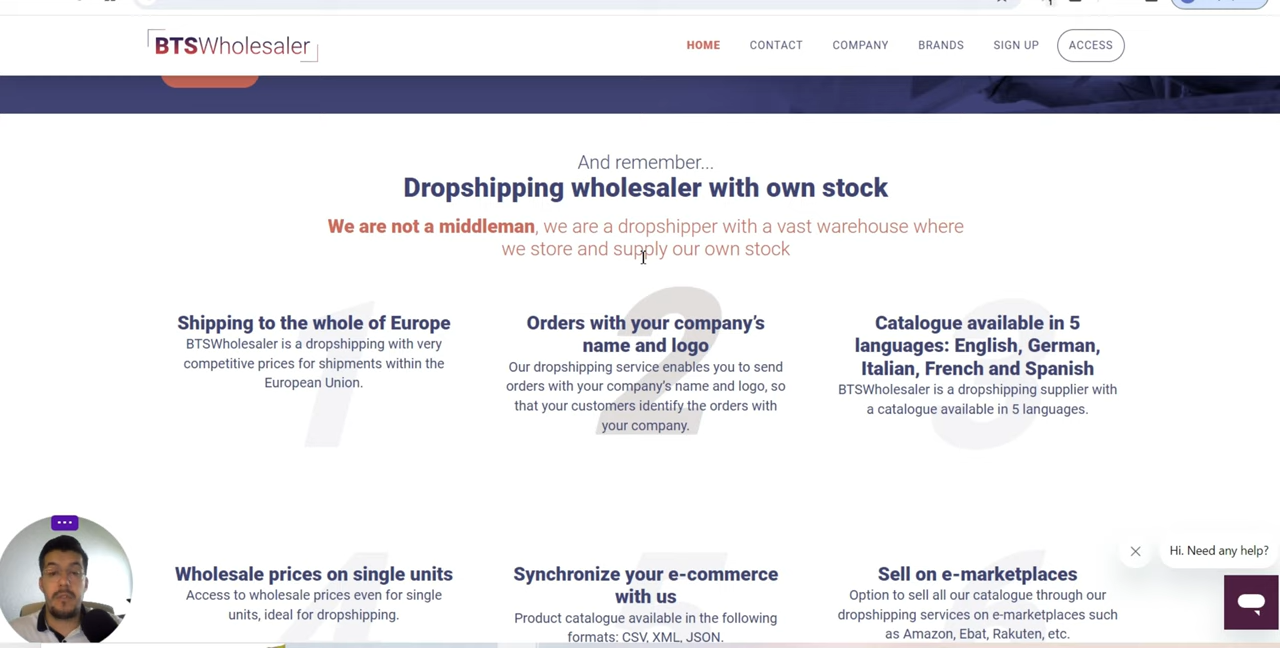 BTSWholesaler
HOME CONTACT COMPANY BRANDS SIGN UP ACCESS
And remember...
Dropshipping wholesaler with own stock
We are not a middleman, we are a dropshipper with a vast warehouse where
we store and supply our own stock
1
Shipping to the whole of Europe
BTSWholesaler is a dropshipping with very
competitive prices for shipments within the
European Union.
2
Orders with your company's
name and logo
Our dropshipping service enables you to send
orders with your company's name and logo, so
that your customers identify the orders with
your company.
3
Catalogue available in 5
languages: English, German,
Italian, French and Spanish
BTSWholesaler is a dropshipping supplier with
a catalogue available in 5 languages.
4
Wholesale prices on single units
Access to wholesale prices even for single
units, ideal for dropshipping.
5
Synchronize your e-commerce
with us
Product catalogue available in the following
formats: CSV, XML, JSON.
6
Sell on e-marketplaces
Option to sell all our catalogue through our
dropshipping services on e-marketplaces such
as Amazon, Ebat, Rakuten, etc.
Hi. Need any help?